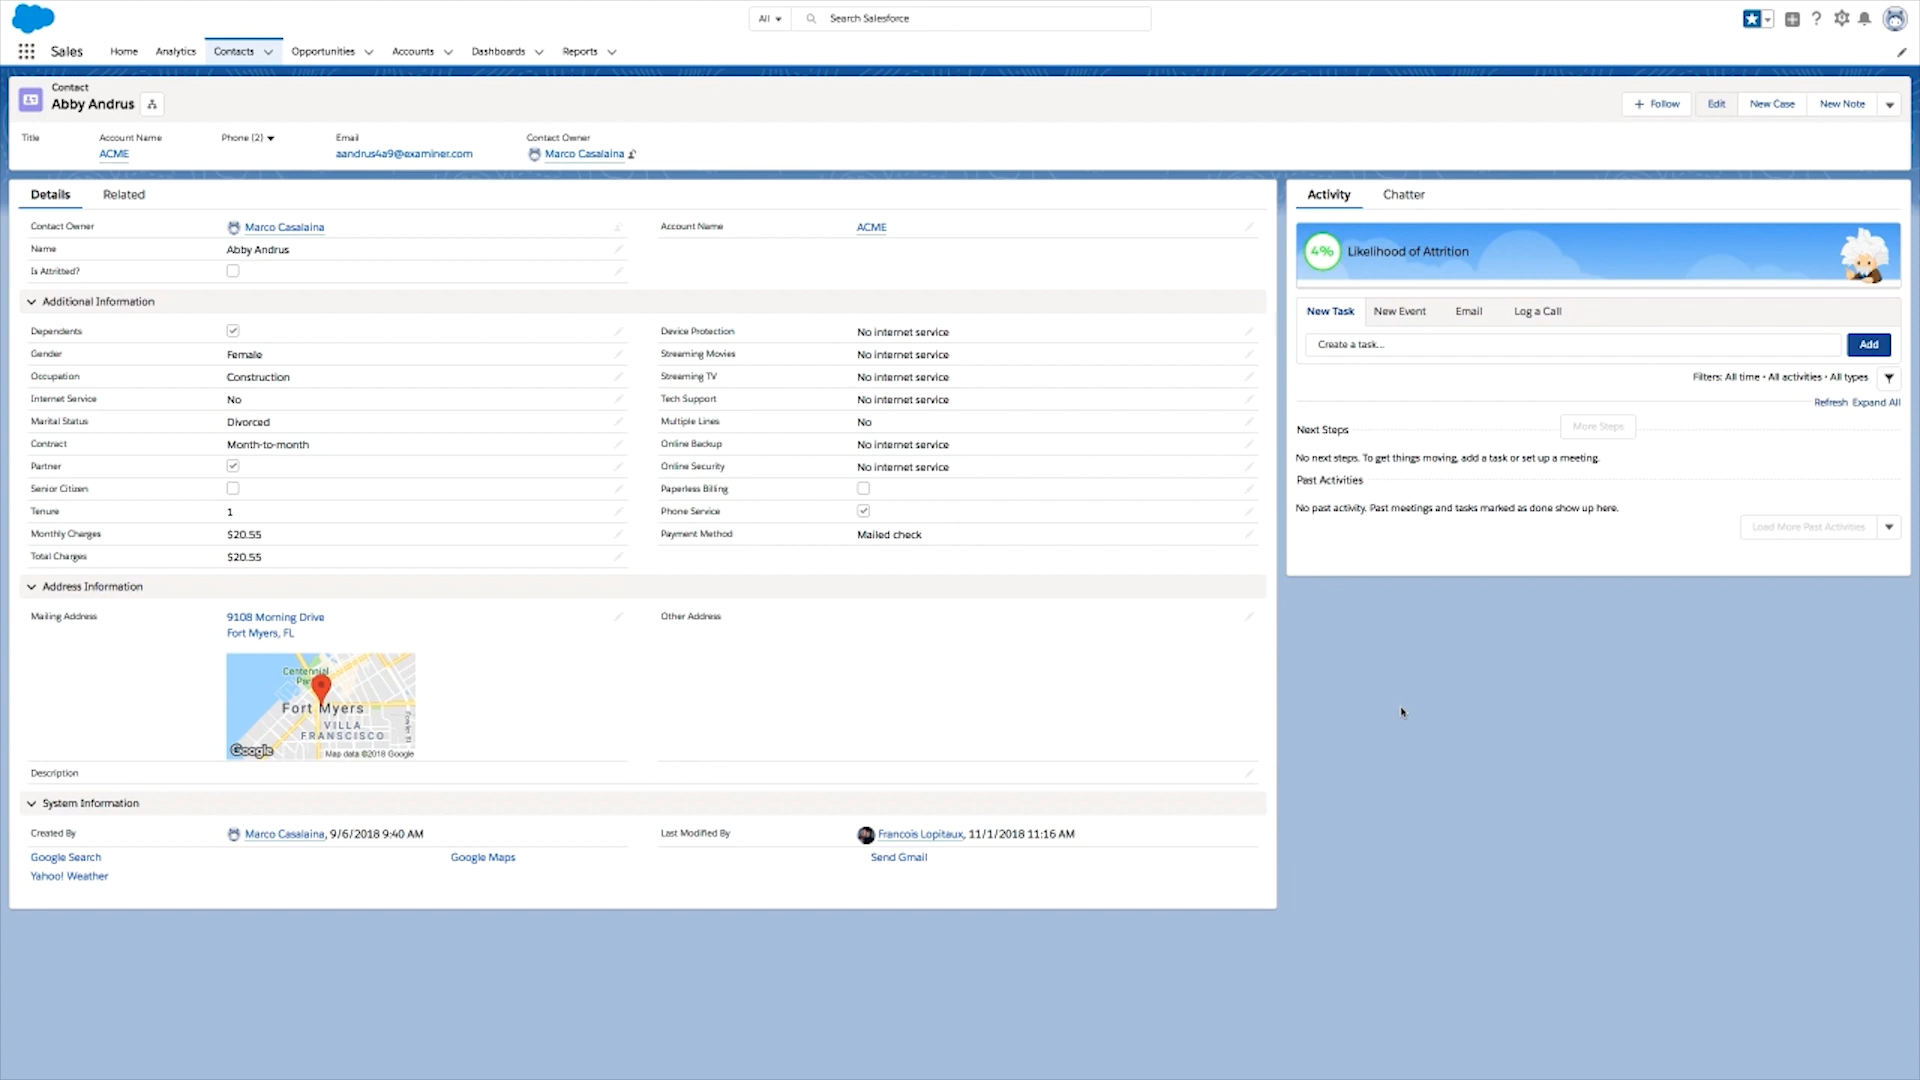 All
Search Salesforce
Sales
Home
Analytics
Contacts
Opportunities
Accounts
Dashboards
Reports
Contact
Abby Andrus
Follow
Edit
New Case
New Note
Title
Account Name
Phone (2)
Email
Contact Owner
ACME
aandrus4a9@examiner.com
Marco Casalaina
Details
Related
Contact Owner
Marco Casalaina
Account Name
ACME
Name
Abby Andrus
Is Attrited?
Additional Information
Dependents
Device Protection
No internet service
Gender
Female
Streaming Movies
No internet service
Occupation
Construction
Streaming TV
No internet service
Internet Service
No
Tech Support
No internet service
Marital Status
Divorced
Multiple Lines
No
Contract
Month-to-month
Online Backup
No internet service
Partner
Online Security
No internet service
Senior Citizen
Paperless Billing
Tenure
1
Phone Service
Monthly Charges
$20.55
Payment Method
Mailed check
Total Charges
$20.55
Address Information
Mailing Address
9108 Morning Drive
Fort Myers, FL
Other Address
Centennial
Park
Fort Myers
VILLA
FRANSCISCO
Fowler St
Google
Map data ©2018 Google
Description
System Information
Created By
Marco Casalaina, 9/6/2018 9:40 AM
Last Modified By
Francois Lopitaux, 11/1/2018 11:16 AM
Google Search
Google Maps
Send Gmail
Yahoo! Weather
Activity
Chatter
4%
Likelihood of Attrition
New Task
New Event
Email
Log a Call
Create a task...
Add
Filters: All time • All activities • All types
Refresh
Expand All
Next Steps
More Steps
No next steps. To get things moving, add a task or set up a meeting.
Past Activities
No past activity. Past meetings and tasks marked as done show up here.
Load More Past Activities